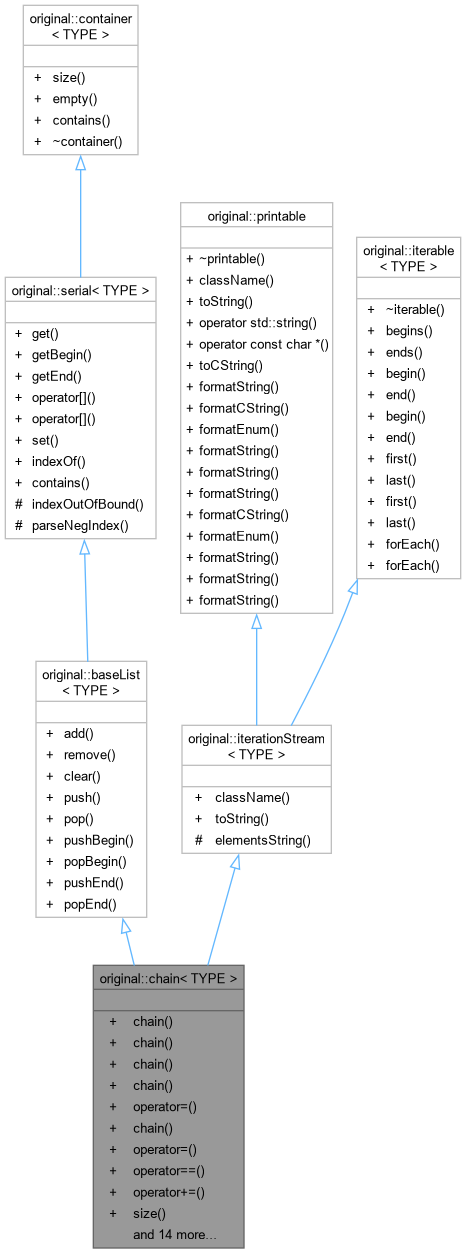 original::container
< TYPE >
+ size()
+ empty()
+ contains()
+ ~container()
original::serial< TYPE >
+ get()
+ getBegin()
+ getEnd()
+ operator[]()
+ operator[]()
+ set()
+ indexOf()
+ contains()
# indexOutOfBound()
# parseNegIndex()
original::printable
+ ~printable()
+ className()
+ toString()
+ operator std::string()
+ operator const char *()
+ toCString()
+ formatString()
+ formatCString()
+ formatEnum()
+ formatString()
+ formatString()
+ formatString()
+ formatCString()
+ formatEnum()
+ formatString()
+ formatString()
+ formatString()
original::iterable
< TYPE >
+ ~iterable()
+ begins()
+ ends()
+ begin()
+ end()
+ begin()
+ end()
+ first()
+ last()
+ first()
+ last()
+ forEach()
+ forEach()
original::baseList
< TYPE >
+ add()
+ remove()
+ clear()
+ push()
+ pop()
+ pushBegin()
+ popBegin()
+ pushEnd()
+ popEnd()
original::iterationStream
< TYPE >
+ className()
+ toString()
# elementsString()
original::chain< TYPE >
+ chain()
+ chain()
+ chain()
+ chain()
+ operator=()
+ chain()
+ operator=()
+ operator==()
+ operator+=()
+ size()
and 14 more...